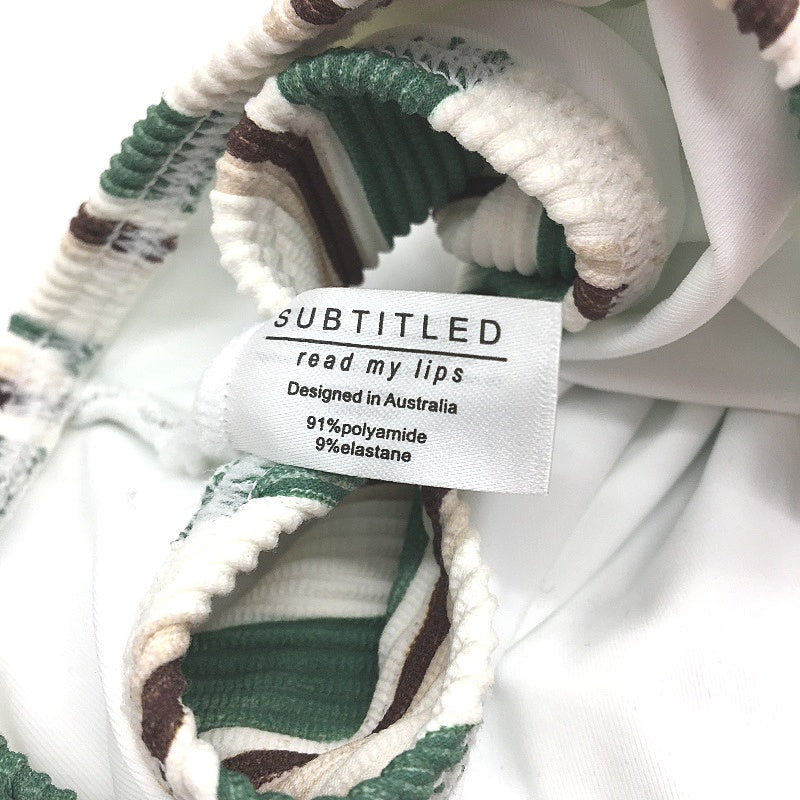 SUBTITLED
read my lips
Designed in Australia
91%polyamide
9%elastane